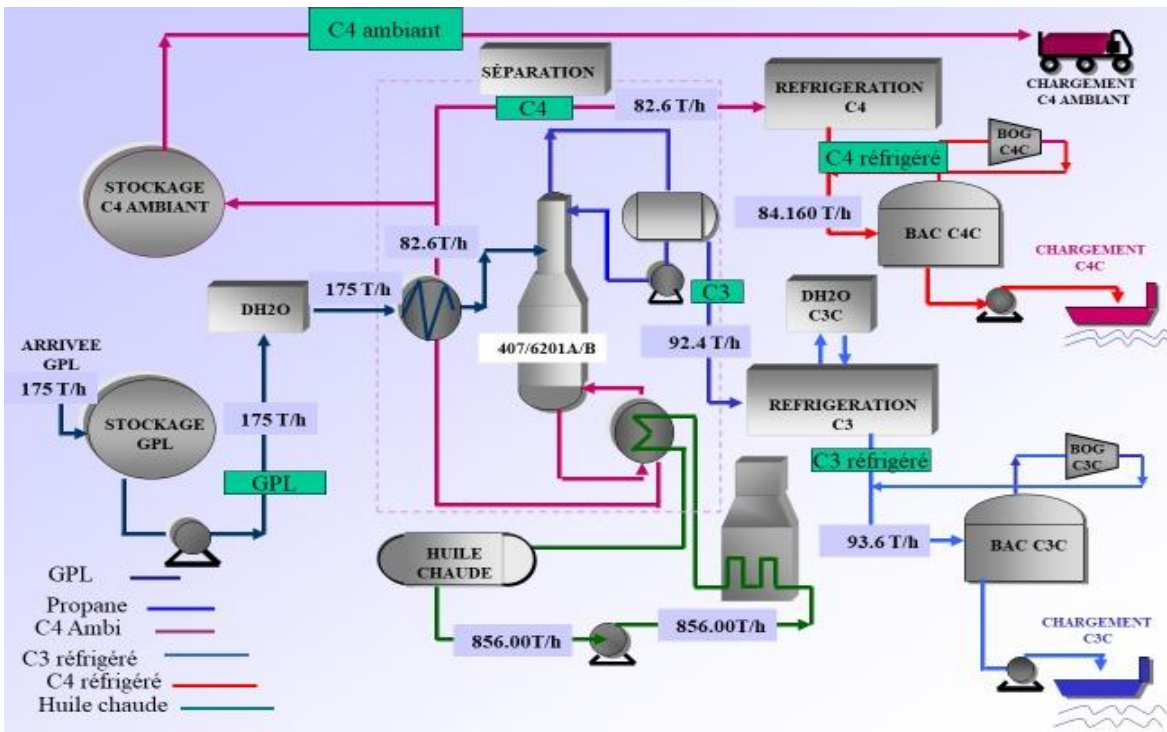 C4 ambiant
CHARGEMENT
C4 AMBIANT
SÉPARATION
C4
82.6 T/h
REFRIGERATION
C4
BOG
C4C
C4 réfrigéré
STOCKAGE
C4 AMBIANT
84.160 T/h
BAC C4C
CHARGEMENT
C4C
82.6T/h
175 T/h
DH2O
C3
DH2O
C3C
ARRIVEE
GPL
175 T/h
407/6201A/B
92.4 T/h
STOCKAGE
GPL
175 T/h
REFRIGERATION
C3
GPL
C3 réfrigéré
BOG
C3C
HUILE
CHAUDE
93.6 T/h
BAC C3C
GPL
Propane
C4 Ambi
C3 réfrigéré
C4 réfrigéré
Huile chaude
856.00T/h
856.00T/h
CHARGEMENT
C3C